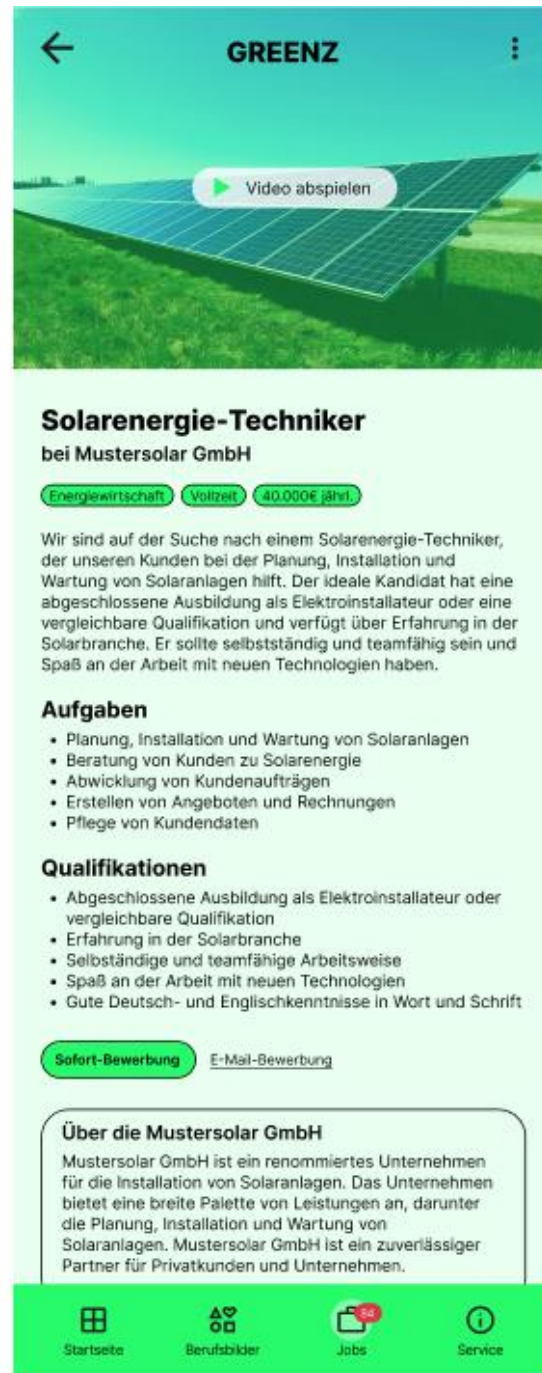 GREENZ
Video abspielen
Solarenergie-Techniker
bei Mustersolar GmbH
Energiewirtschaft Vollzeit 40.000€ jährl.
Wir sind auf der Suche nach einem Solarenergie-Techniker,
der unseren Kunden bei der Planung, Installation und
Wartung von Solaranlagen hilft. Der ideale Kandidat hat eine
abgeschlossene Ausbildung als Elektroinstallateur oder eine
vergleichbare Qualifikation und verfügt über Erfahrung in der
Solarbranche. Er sollte selbstständig und teamfähig sein und
Spaß an der Arbeit mit neuen Technologien haben.
Aufgaben
• Planung, Installation und Wartung von Solaranlagen
• Beratung von Kunden zu Solarenergie
• Abwicklung von Kundenaufträgen
• Erstellen von Angeboten und Rechnungen
• Pflege von Kundendaten
Qualifikationen
• Abgeschlossene Ausbildung als Elektroinstallateur oder
vergleichbare Qualifikation
• Erfahrung in der Solarbranche
• Selbständige und teamfähige Arbeitsweise
• Spaß an der Arbeit mit neuen Technologien
• Gute Deutsch- und Englischkenntnisse in Wort und Schrift
Sofort-Bewerbung E-Mail-Bewerbung
Über die Mustersolar GmbH
Mustersolar GmbH ist ein renommiertes Unternehmen
für die Installation von Solaranlagen. Das Unternehmen
bietet eine breite Palette von Leistungen an, darunter
die Planung, Installation und Wartung von
Solaranlagen. Mustersolar GmbH ist ein zuverlässiger
Partner für Privatkunden und Unternehmen.
84
Startseite Berufsbilder Jobs Service